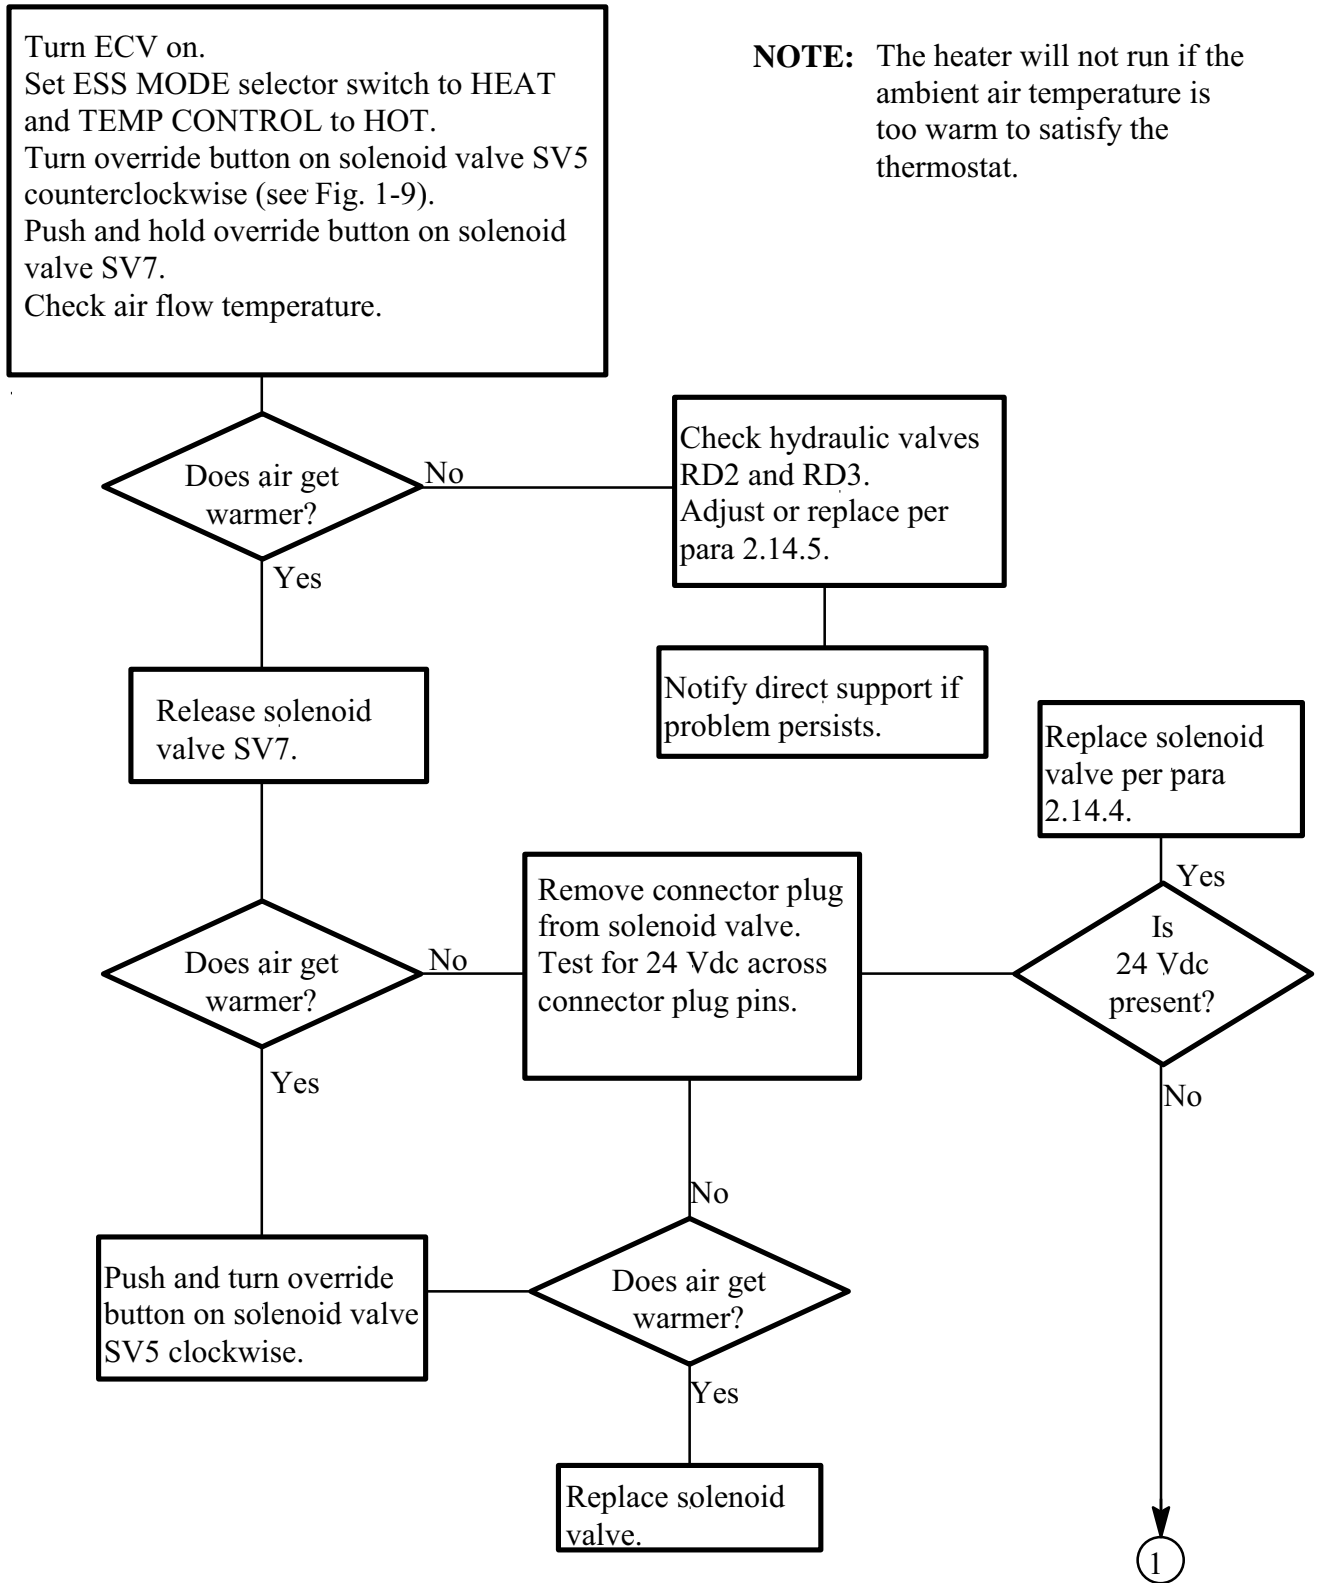 Turn ECV on.
Set ESS MODE selector switch to HEAT
and TEMP CONTROL to HOT.
Turn override button on solenoid valve SV5
counterclockwise (see Fig. 1-9).
Push and hold override button on solenoid
valve SV7.
Check air flow temperature.
NOTE: The heater will not run if the
ambient air temperature is
too warm to satisfy the
thermostat.
Does air get
warmer?
No
Check hydraulic valves
RD2 and RD3.
Adjust or replace per
para 2.14.5.
Yes
Notify direct support if
problem persists.
Release solenoid
valve SV7.
Replace solenoid
valve per para
2.14.4.
Yes
Does air get
warmer?
No
Remove connector plug
from solenoid valve.
Test for 24 Vdc across
connector plug pins.
Is
24 Vdc
present?
Yes
No
No
Push and turn override
button on solenoid valve
SV5 clockwise.
Does air get
warmer?
Yes
Replace solenoid
valve.
1